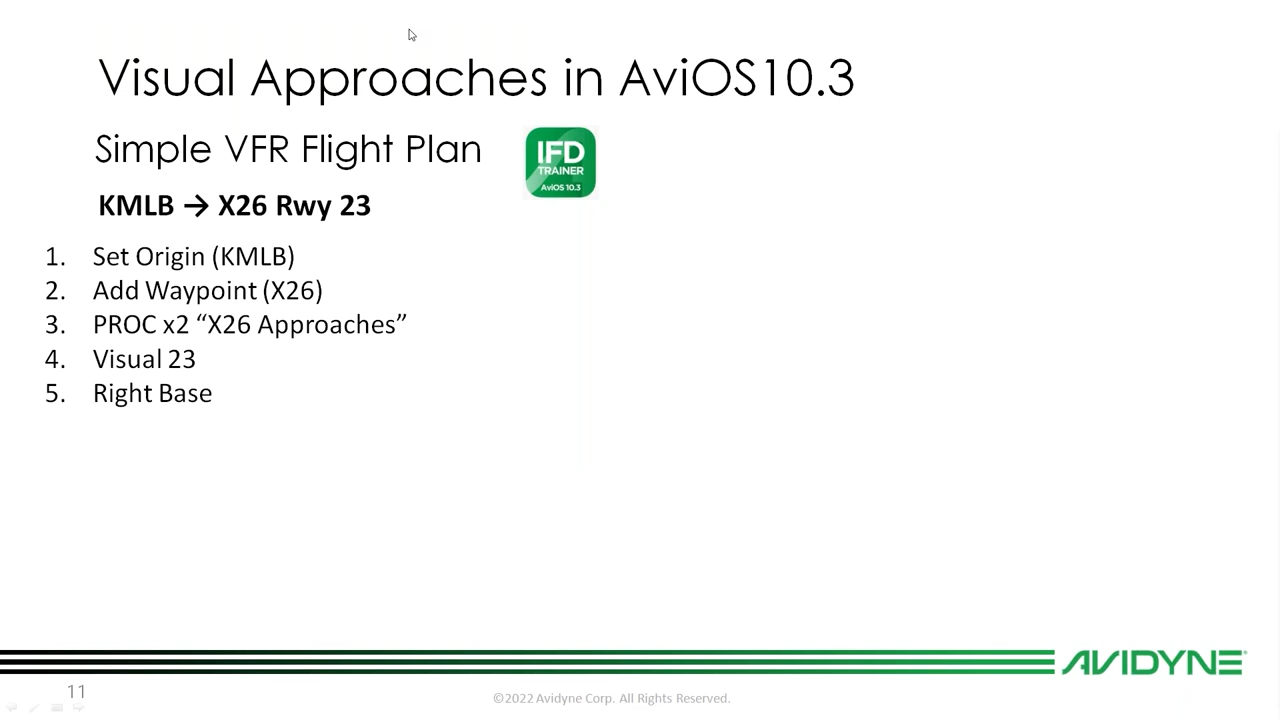 Visual Approaches in AviOS10.3
Simple VFR Flight Plan
IFD
TRAINER
AviOS 10.3
KMLB → X26 Rwy 23
1. Set Origin (KMLB)
2. Add Waypoint (X26)
3. PROC x2 “X26 Approaches”
4. Visual 23
5. Right Base
AVIDYNE
11
©2022 Avidyne Corp. All Rights Reserved.